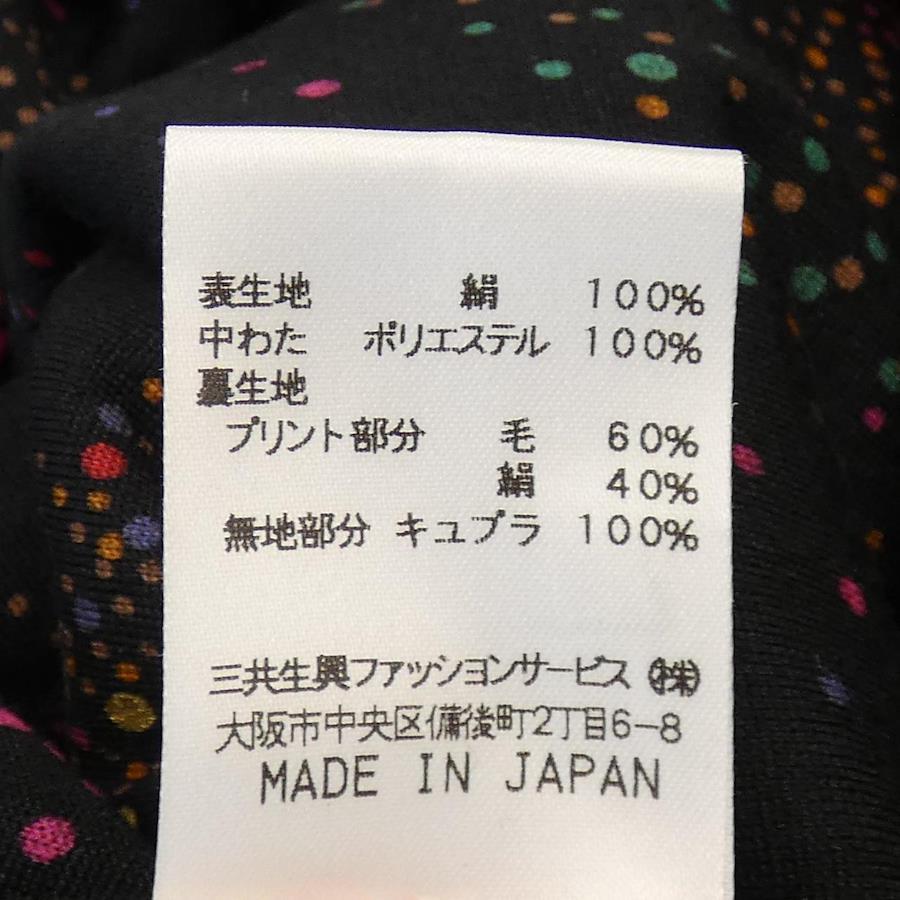 表生地 絹 100%
中わた ポリエステル 100%
裏生地
プリント部分 毛 60%
絹 40%
無地部分 キュプラ 100%
三共生興ファッションサービス ㈱
大阪市中央区備後町2丁目6-8
MADE IN JAPAN